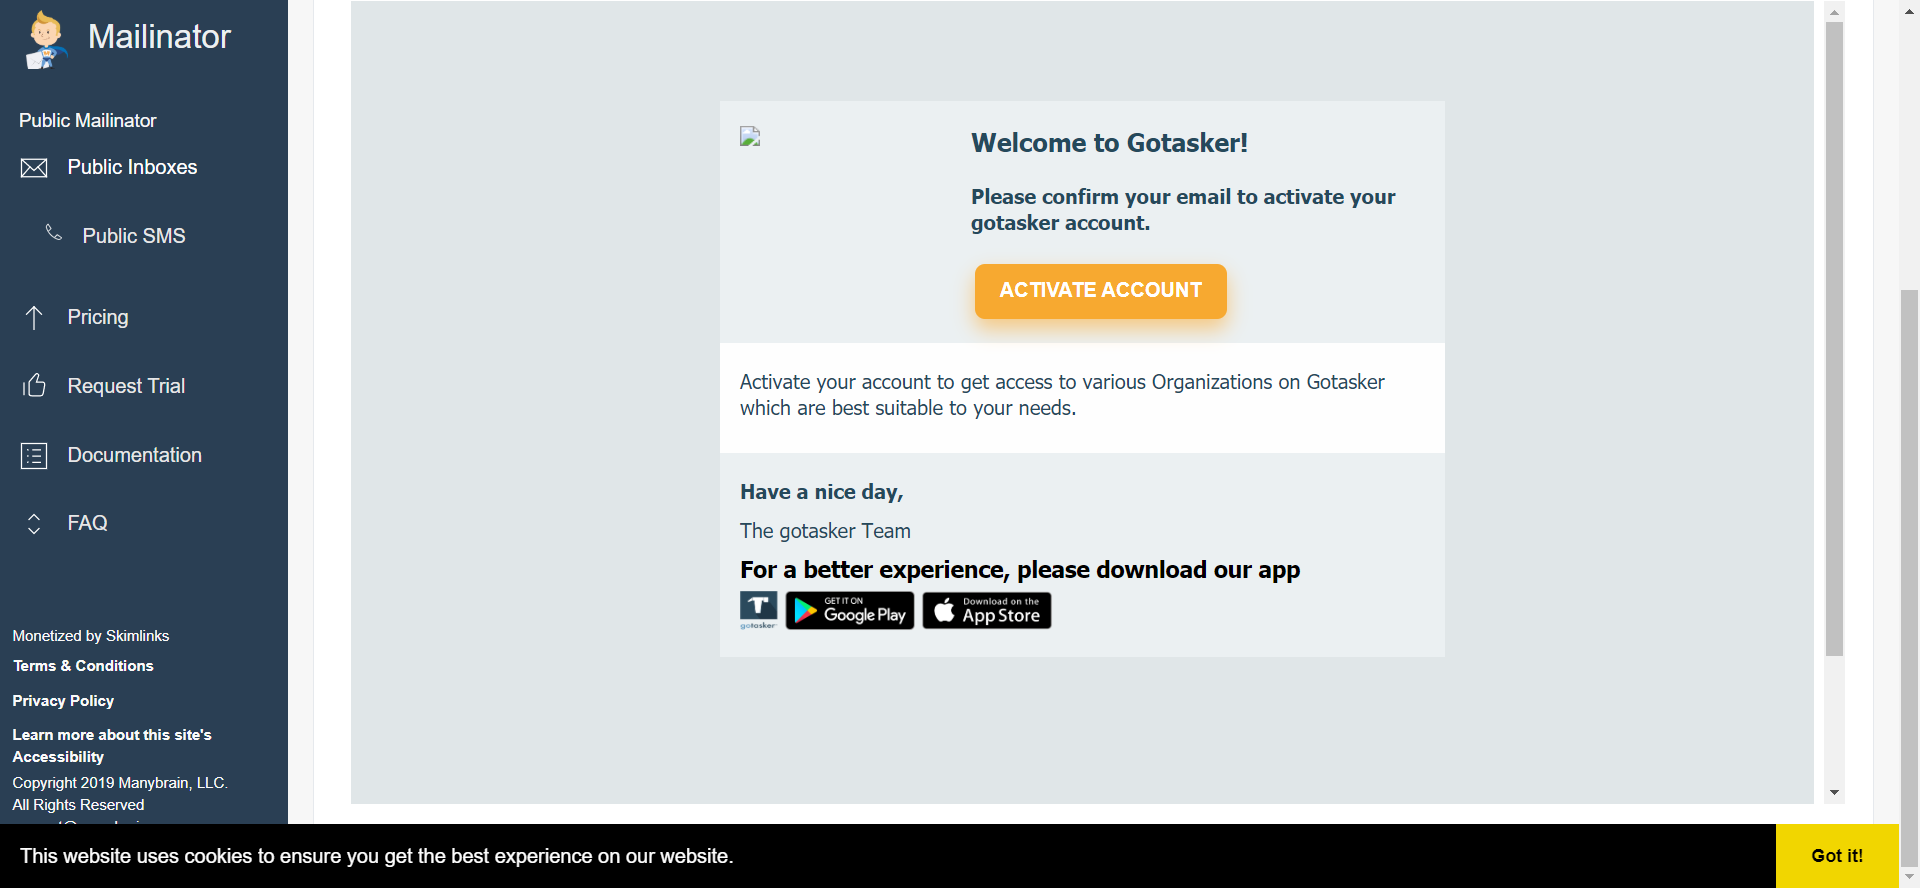 Mailinator
Public Mailinator
Public Inboxes
Public SMS
Pricing
Request Trial
Documentation
FAQ
Monetized by Skimlinks
Terms & Conditions
Privacy Policy
Learn more about this site's
Accessibility
Copyright 2019 Manybrain, LLC.
All Rights Reserved
Welcome to Gotasker!
Please confirm your email to activate your
gotasker account.
ACTIVATE ACCOUNT
Activate your account to get access to various Organizations on Gotasker
which are best suitable to your needs.
Have a nice day,
The gotasker Team
For a better experience, please download our app
gotasker
GET IT ON
Google Play
Download on the
App Store
This website uses cookies to ensure you get the best experience on our website.
Got it!